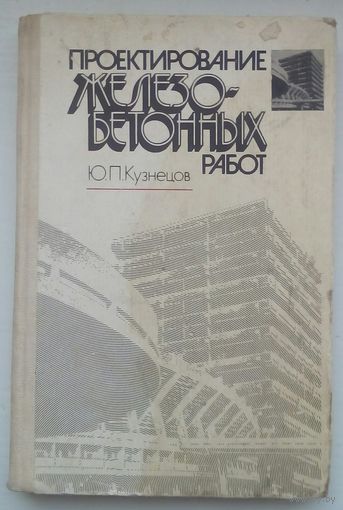 ПРОЕКТИРОВАНИЕ
ЖЕЛЕЗО-
БЕТОННЫХ
РАБОТ
Ю.П.Кузнецов